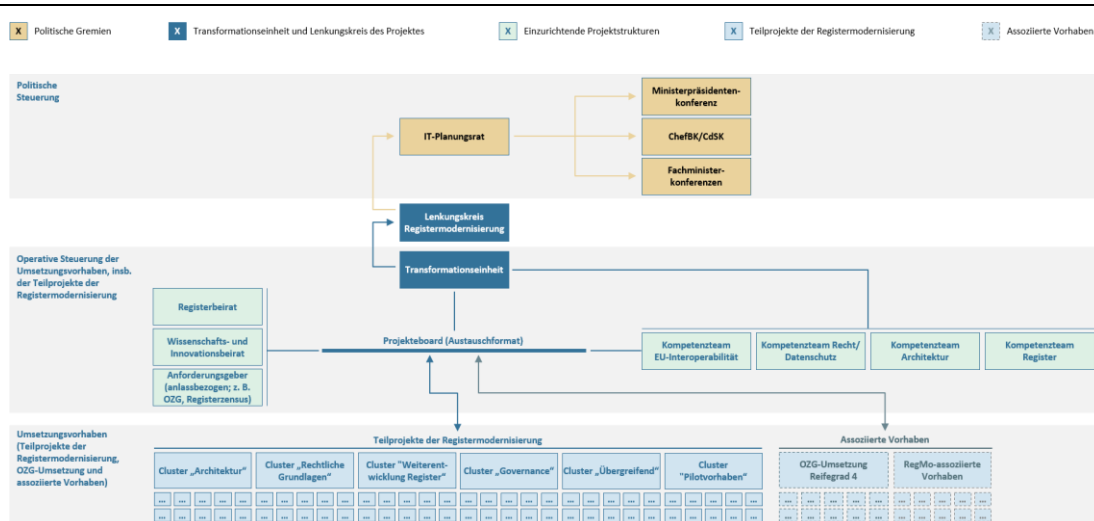 X Politische Gremien
X Transformationseinheit und Lenkungskreis des Projektes
X Einzurichtende Projektstrukturen
X Teilprojekte der Registermodernisierung
X Assoziierte Vorhaben
Politische
Steuerung
Ministerpräsidenten-
konferenz
IT-Planungsrat
ChefBK/CdSK
Fachminister-
konferenzen
Lenkungskreis
Registermodernisierung
Operative Steuerung der
Umsetzungsvorhaben, insb.
der Teilprojekte der
Registermodernisierung
Transformationseinheit
Registerbeirat
Wissenschafts- und
Innovationsbeirat
Anforderungsgeber
(anlassbezogen; z. B.
OZG, Registerzensus)
Projekteboard (Austauschformat)
Kompetenzteam
EU-Interoperabilität
Kompetenzteam Recht/
Datenschutz
Kompetenzteam
Architektur
Kompetenzteam
Register
Umsetzungsvorhaben
(Teilprojekte der
Registermodernisierung,
OZG-Umsetzung und
assoziierte Vorhaben)
Teilprojekte der Registermodernisierung
Cluster „Architektur“
Cluster „Rechtliche
Grundlagen“
Cluster "Weiterent-
wicklung Register“
Cluster „Governance“
Cluster „Übergreifend“
Cluster
"Pilotvorhaben"
... ... ... ... ... ... ... ... ... ... ... ... ... ... ... ... ... ... ... ... ... ... ... ... ... ... ... ... ... ...
... ... ... ... ... ... ... ... ... ... ... ... ... ... ... ... ... ... ... ... ... ... ... ... ... ... ... ... ... ...
Assoziierte Vorhaben
OZG-Umsetzung
Reifegrad 4
RegMo-assoziierte
Vorhaben
... ... ... ... ... ... ... ... ... ...
... ... ... ... ... ... ... ... ... ...